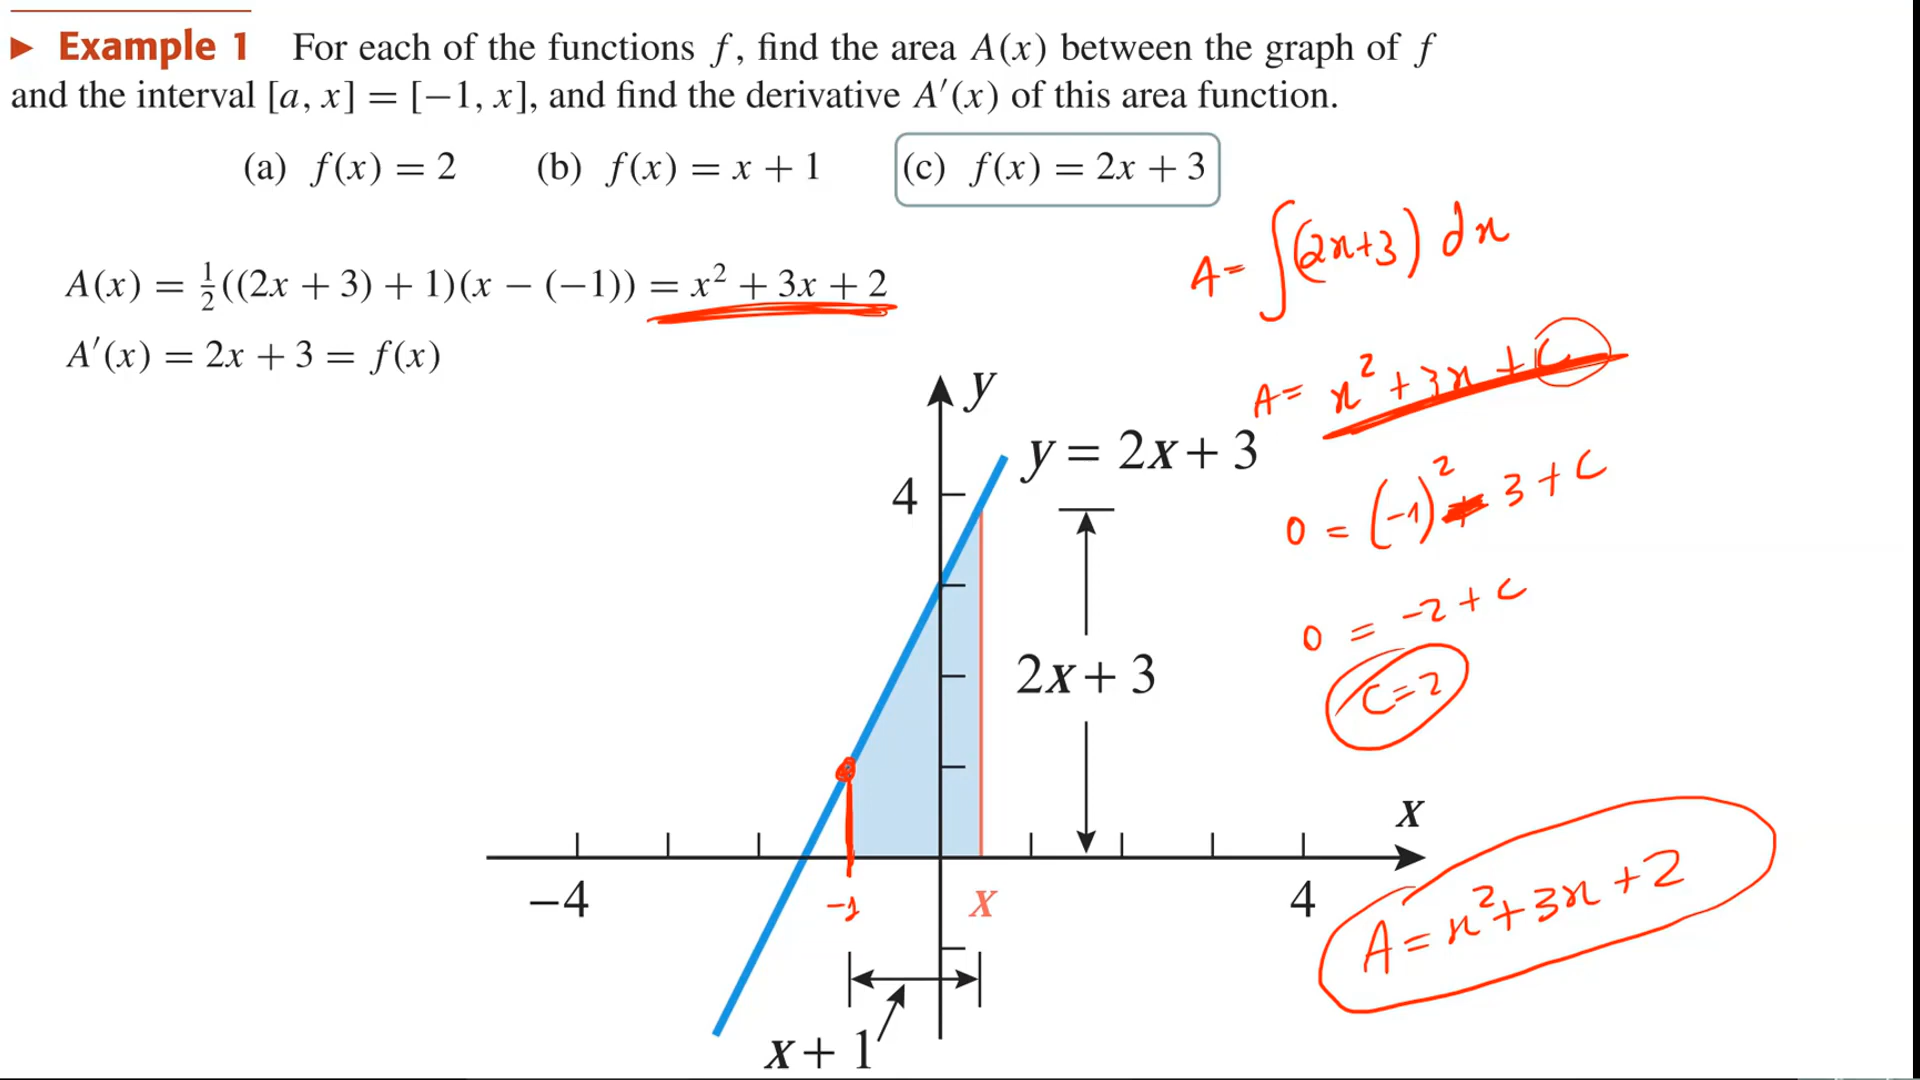 ▶ Example 1 For each of the functions f, find the area A(x) between the graph of f
and the interval [a, x] = [−1, x], and find the derivative A′(x) of this area function.
(a) f(x) = 2 (b) f(x) = x + 1 (c) f(x) = 2x + 3
A(x) = ½((2x + 3) + 1)(x − (−1)) = x² + 3x + 2
A′(x) = 2x + 3 = f(x)
A = ∫(2x+3) dx
A = x² + 3x + C
0 = (-1)² - 3 + C
0 = -2 + C
C = 2
A = x² + 3x + 2
y
y = 2x + 3
4
2x + 3
x
−4
-1
x
4
x + 1